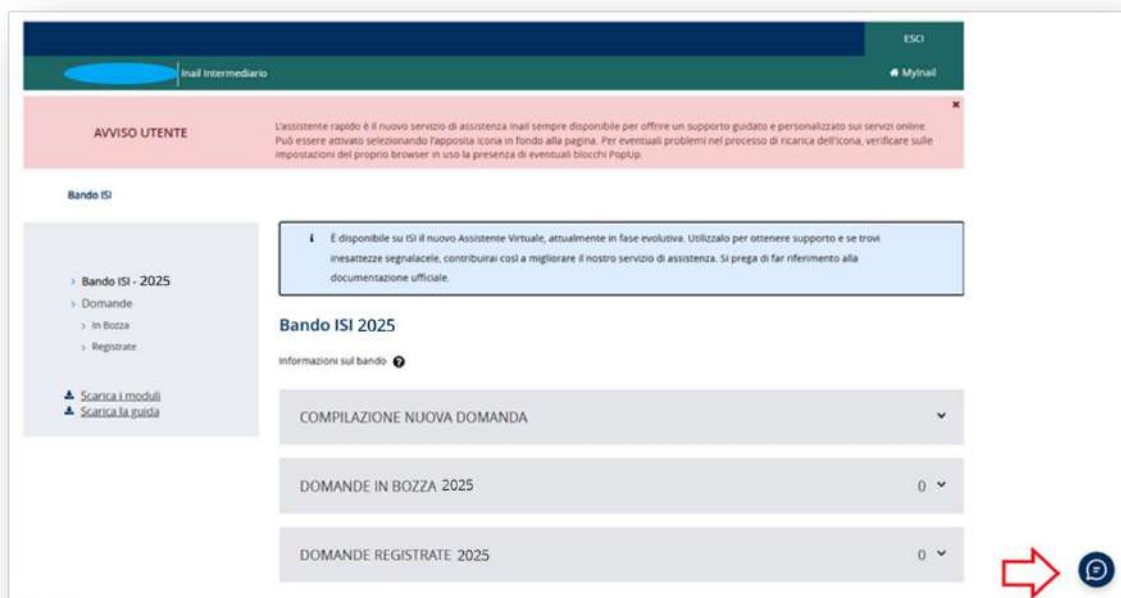 ESCI
Inail Intermediario
MyInail
AVVISO UTENTE
L'assistente rapido è il nuovo servizio di assistenza Inail sempre disponibile per offrire un supporto guidato e personalizzato sui servizi online.
Può essere attivato selezionando l'apposita icona in fondo alla pagina. Per eventuali problemi nel processo di ricarica dell'icona, verificare sulle
impostazioni del proprio browser in uso la presenza di eventuali blocchi PopUp.
Bando ISI
È disponibile su ISI il nuovo Assistente Virtuale, attualmente in fase evolutiva. Utilizzalo per ottenere supporto e se trovi
inesattezze segnalacele, contribuirai così a migliorare il nostro servizio di assistenza. Si prega di far riferimento alla
documentazione ufficiale.
Bando ISI - 2025
Domande
In Bozza
Registrate
Scarica i moduli
Scarica la guida
Bando ISI 2025
Informazioni sul bando
COMPILAZIONE NUOVA DOMANDA
DOMANDE IN BOZZA 2025 0
DOMANDE REGISTRATE 2025 0